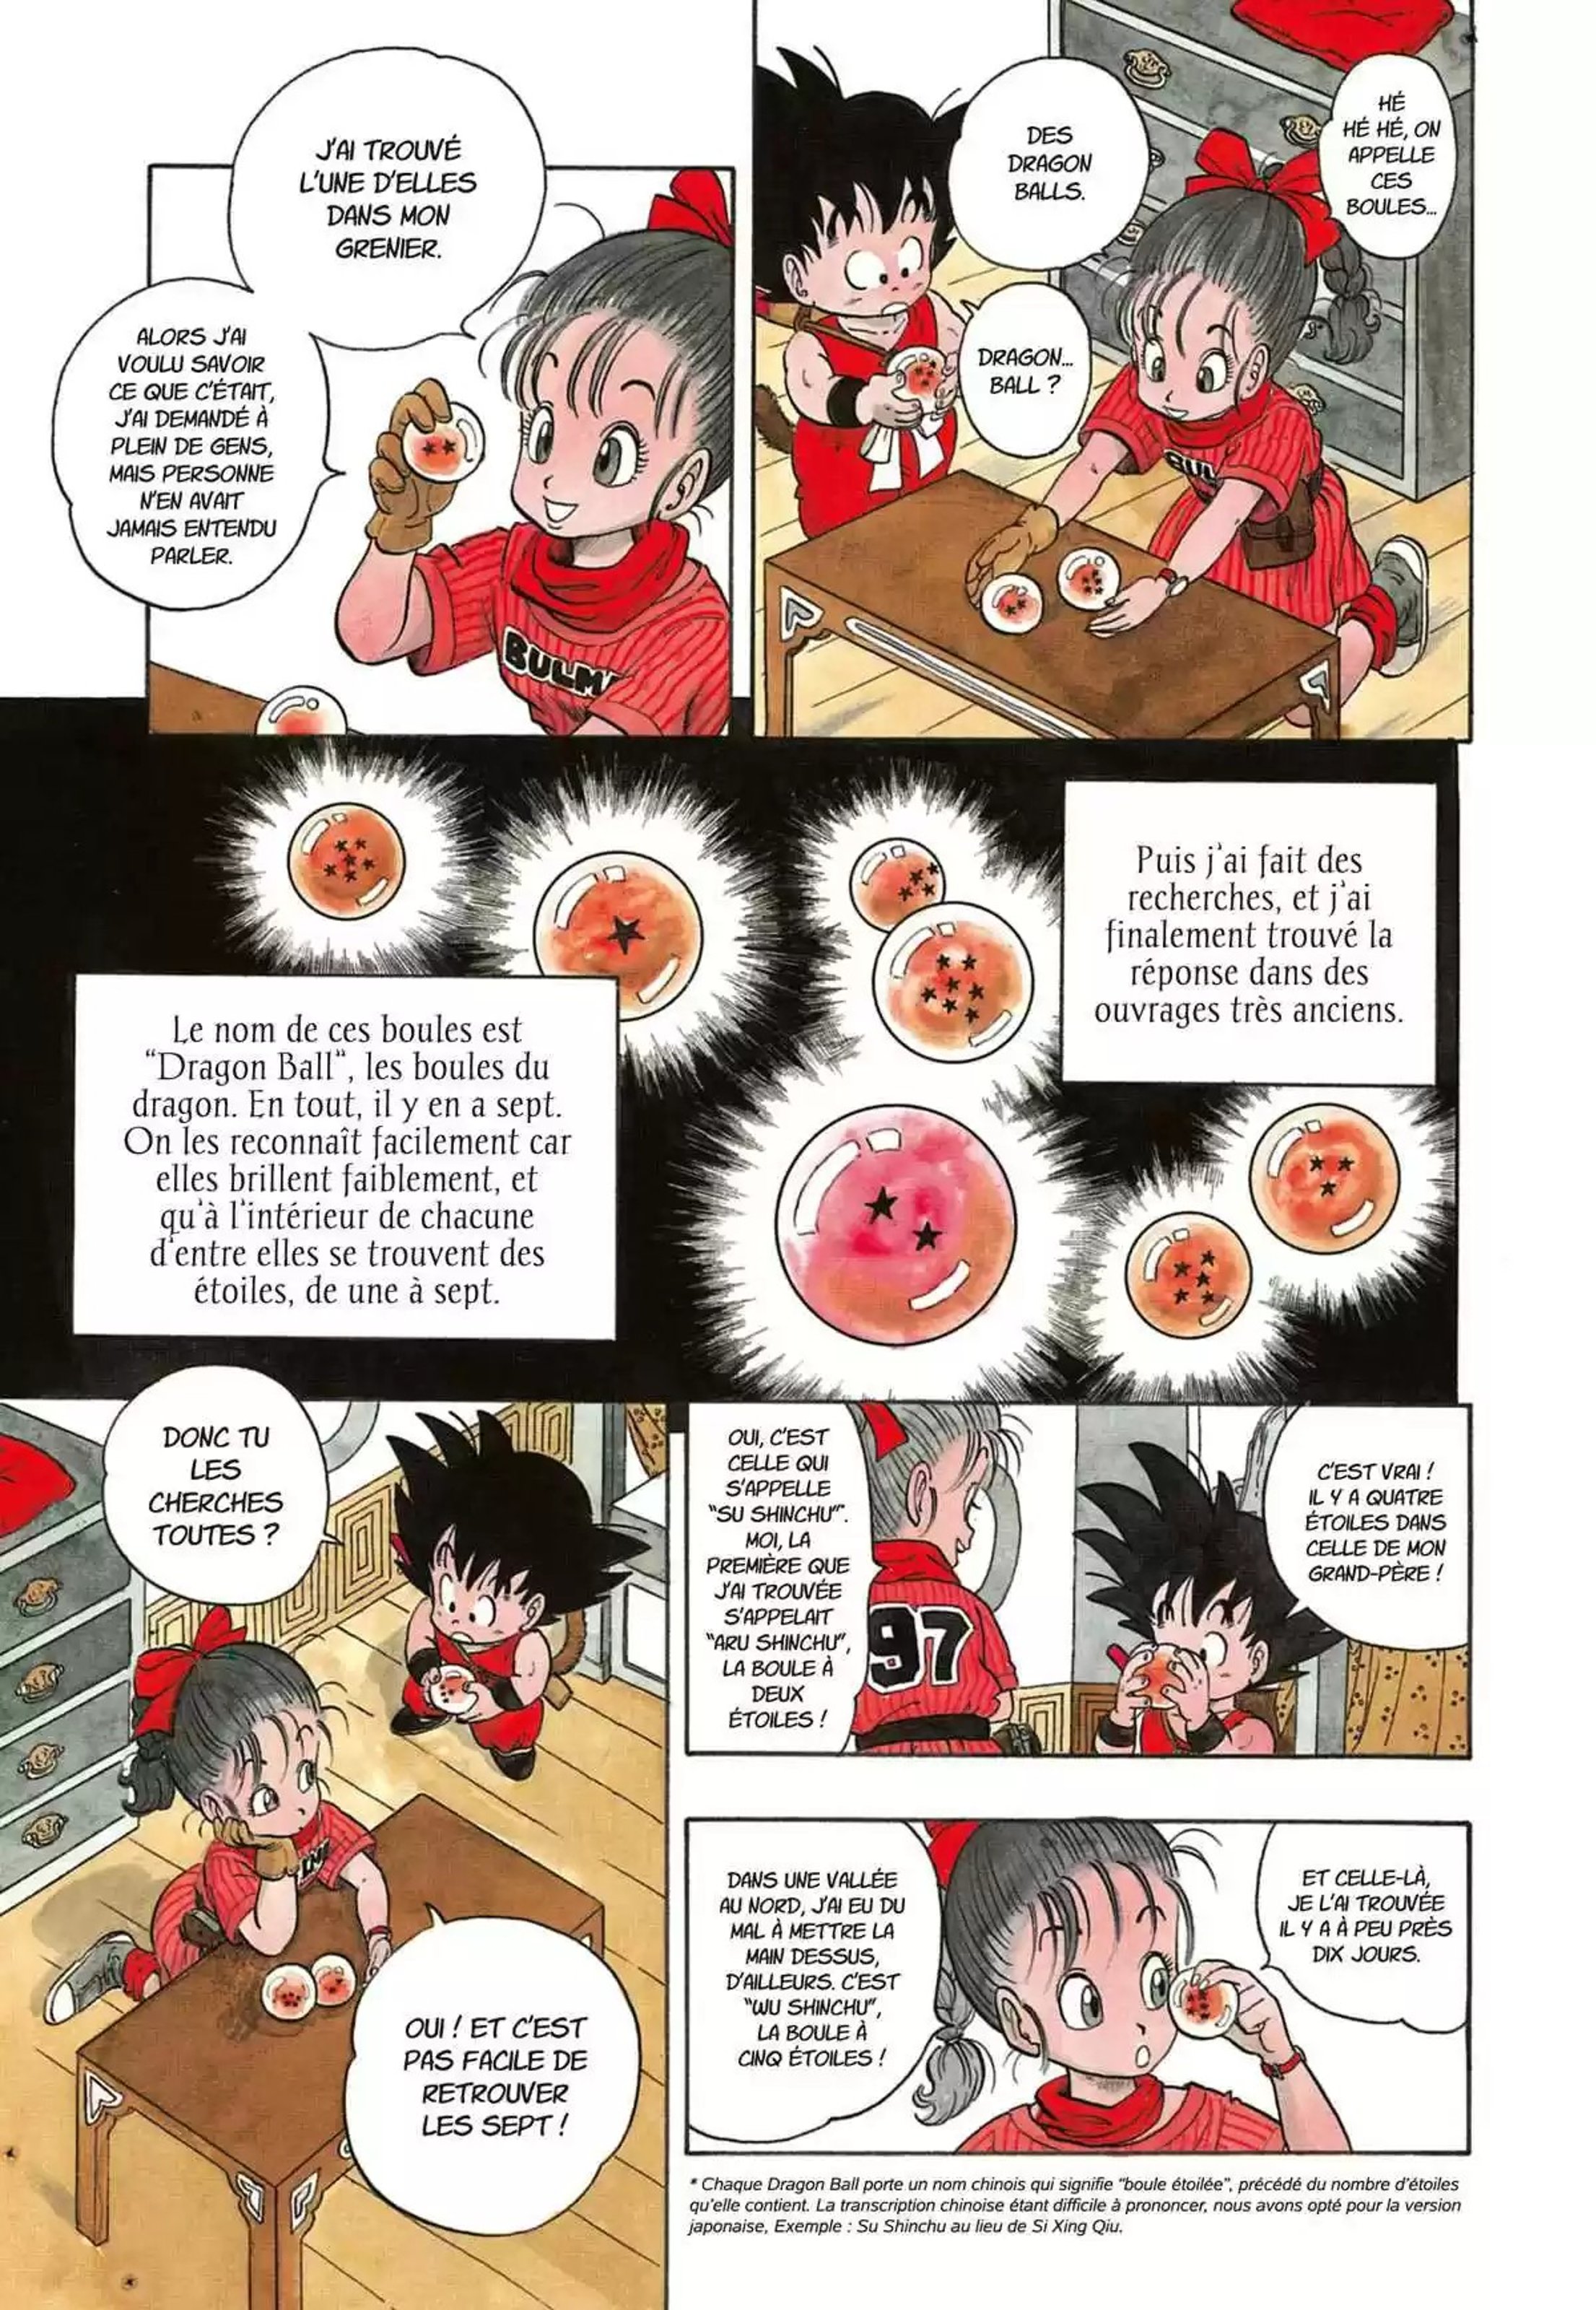 HÉ
HÉ HÉ, ON
APPELLE
CES
BOULES...
DES
DRAGON
BALLS.
DRAGON...
BALL ?
BUL
J'AI TROUVÉ
L'UNE D'ELLES
DANS MON
GRENIER.
ALORS J'AI
VOULU SAVOIR
CE QUE C'ÉTAIT,
J'AI DEMANDÉ À
PLEIN DE GENS,
MAIS PERSONNE
N'EN AVAIT
JAMAIS ENTENDU
PARLER.
BULM
Puis j'ai fait des
recherches, et j'ai
finalement trouvé la
réponse dans des
ouvrages très anciens.
Le nom de ces boules est
"Dragon Ball", les boules du
dragon. En tout, il y en a sept.
On les reconnaît facilement car
elles brillent faiblement, et
qu'à l'intérieur de chacune
d'entre elles se trouvent des
étoiles, de une à sept.
C'EST VRAI !
IL Y A QUATRE
ÉTOILES DANS
CELLE DE MON
GRAND-PÈRE !
OUI, C'EST
CELLE QUI
S'APPELLE
"SU SHINCHU".
MOI, LA
PREMIÈRE QUE
J'AI TROUVÉE
S'APPELAIT
"ARU SHINCHU",
LA BOULE À
DEUX
ÉTOILES !
97
ET CELLE-LÀ,
JE L'AI TROUVÉE
IL Y A À PEU PRÈS
DIX JOURS.
DANS UNE VALLÉE
AU NORD, J'AI EU DU
MAL À METTRE LA
MAIN DESSUS,
D'AILLEURS. C'EST
"WU SHINCHU",
LA BOULE À
CINQ ÉTOILES !
DONC TU
LES
CHERCHES
TOUTES ?
OUI ! ET C'EST
PAS FACILE DE
RETROUVER
LES SEPT !
* Chaque Dragon Ball porte un nom chinois qui signifie "boule étoilée", précédé du nombre d'étoiles
qu'elle contient. La transcription chinoise étant difficile à prononcer, nous avons opté pour la version
japonaise, Exemple : Su Shinchu au lieu de Si Xing Qiu.